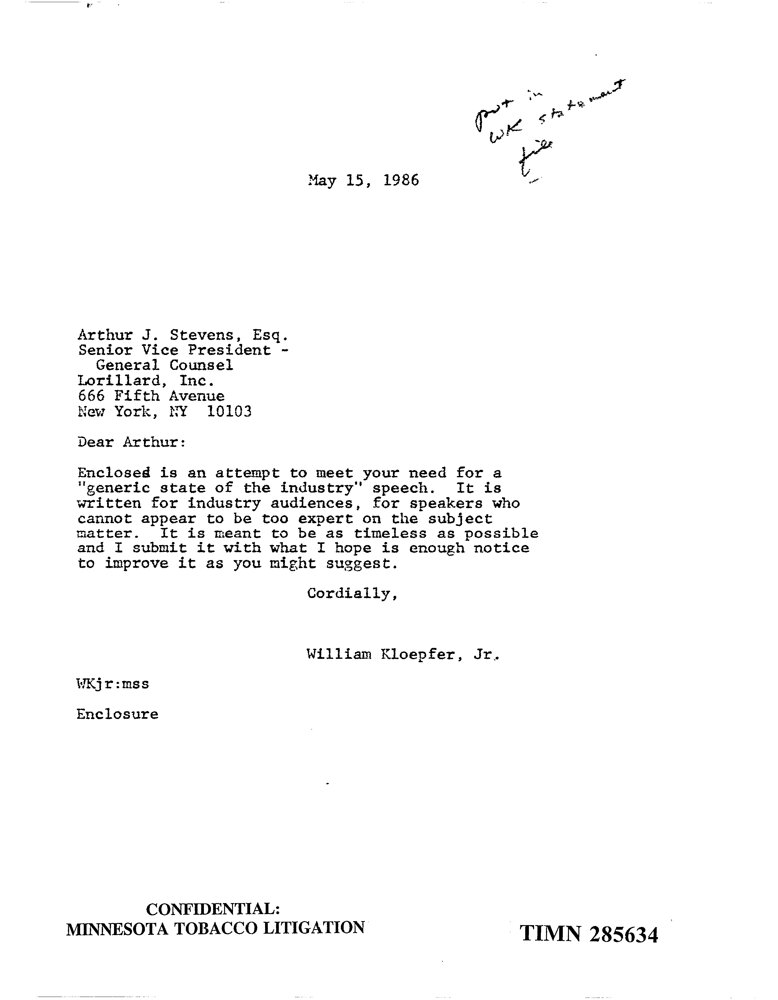 put in
WK statement
file
May 15, 1986
Arthur J. Stevens, Esq.
Senior Vice President -
General Counsel
Lorillard, Inc.
666 Fifth Avenue
New York, NY 10103
Dear Arthur:
Enclosed is an attempt to meet your need for a
"generic state of the industry" speech. It is
written for industry audiences, for speakers who
cannot appear to be too expert on the subject
matter. It is meant to be as timeless as possible
and I submit it with what I hope is enough notice
to improve it as you might suggest.
Cordially,
William Kloepfer, Jr.
WKjr:mss
Enclosure
CONFIDENTIAL:
MINNESOTA TOBACCO LITIGATION
TIMN 285634